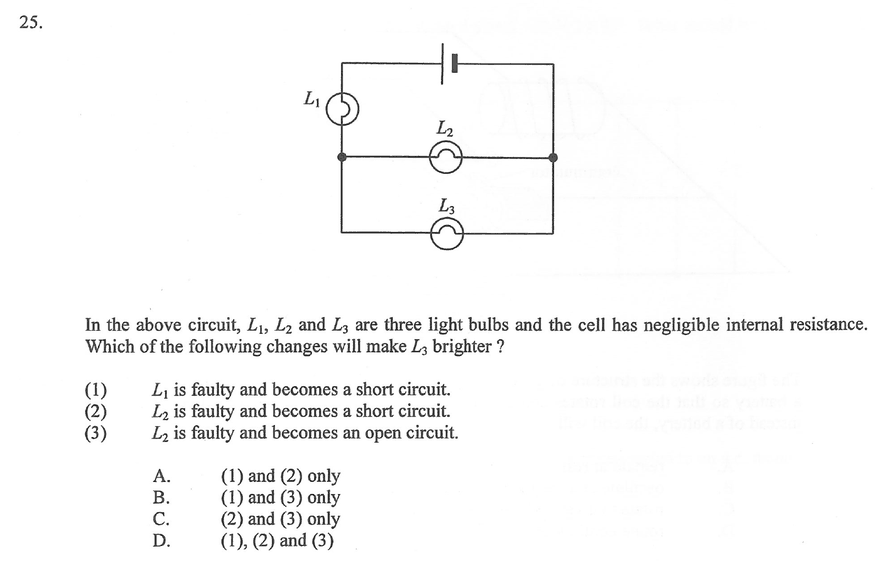 25.
L₁
L₂
L₃
In the above circuit, L₁, L₂ and L₃ are three light bulbs and the cell has negligible internal resistance.
Which of the following changes will make L₃ brighter ?
(1) L₁ is faulty and becomes a short circuit.
(2) L₂ is faulty and becomes a short circuit.
(3) L₂ is faulty and becomes an open circuit.
A. (1) and (2) only
B. (1) and (3) only
C. (2) and (3) only
D. (1), (2) and (3)